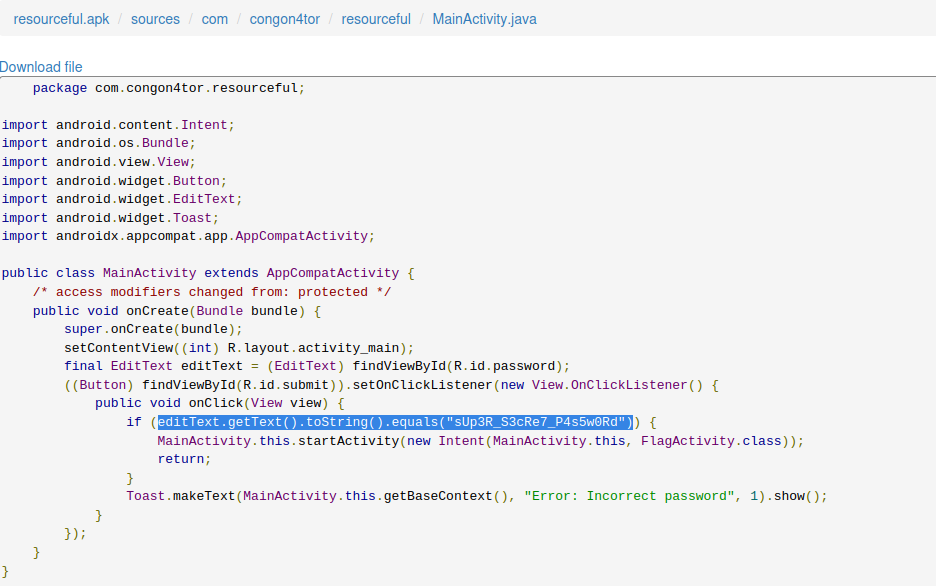 resourceful.apk / sources / com / congon4tor / resourceful / MainActivity.java
Download file
package com.congon4tor.resourceful;
import android.content.Intent;
import android.os.Bundle;
import android.view.View;
import android.widget.Button;
import android.widget.EditText;
import android.widget.Toast;
import androidx.appcompat.app.AppCompatActivity;
public class MainActivity extends AppCompatActivity {
/* access modifiers changed from: protected */
public void onCreate(Bundle bundle) {
super.onCreate(bundle);
setContentView((int) R.layout.activity_main);
final EditText editText = (EditText) findViewById(R.id.password);
((Button) findViewById(R.id.submit)).setOnClickListener(new View.OnClickListener() {
public void onClick(View view) {
if (editText.getText().toString().equals("sUp3R_S3cRe7_P4s5w0Rd")) {
MainActivity.this.startActivity(new Intent(MainActivity.this, FlagActivity.class));
return;
}
Toast.makeText(MainActivity.this.getBaseContext(), "Error: Incorrect password", 1).show();
}
});
}
}